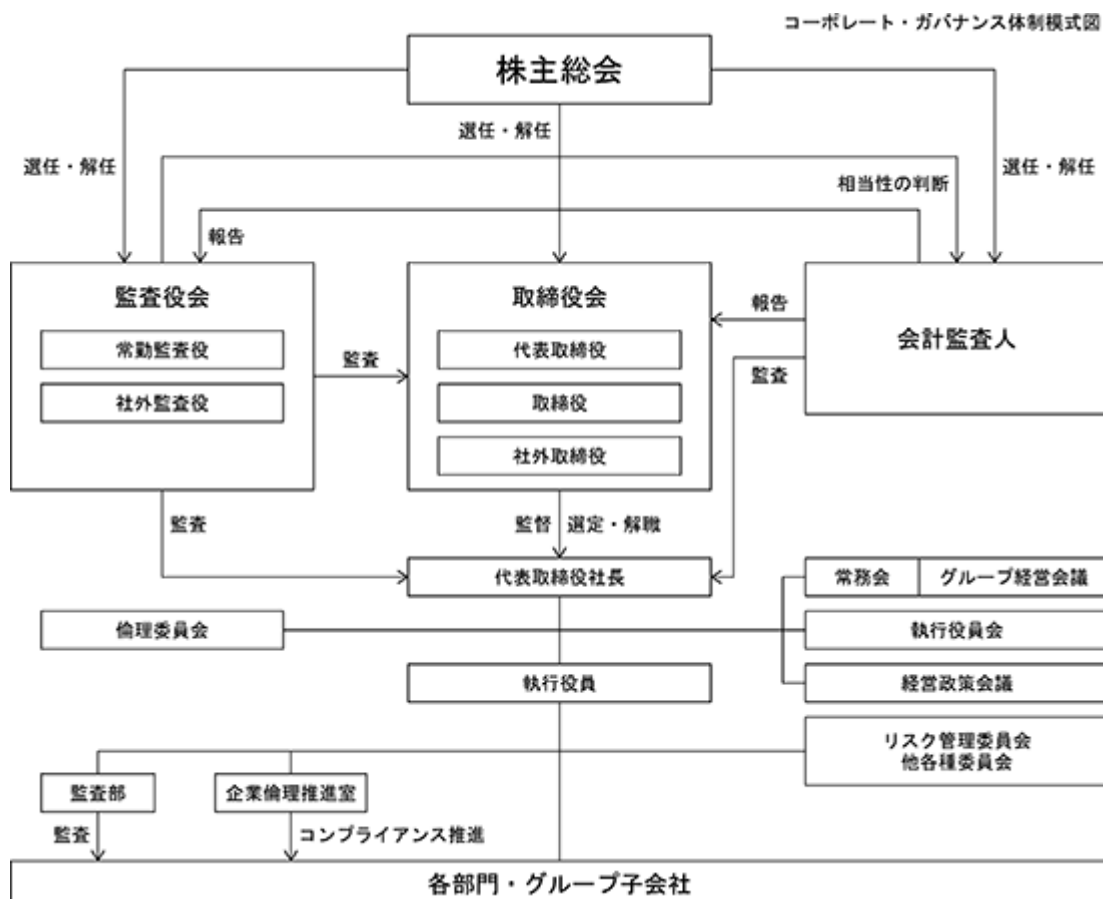 コーポレート・ガバナンス体制模式図
株主総会
選任・解任
選任・解任
選任・解任
相当性の判断
報告
監査役会
常勤監査役
社外監査役
監査
取締役会
代表取締役
取締役
社外取締役
報告
監査
会計監査人
監査
監督 選定・解職
代表取締役社長
常務会
グループ経営会議
倫理委員会
執行役員会
執行役員
経営政策会議
リスク管理委員会
他各種委員会
監査部
企業倫理推進室
監査
コンプライアンス推進
各部門・グループ子会社